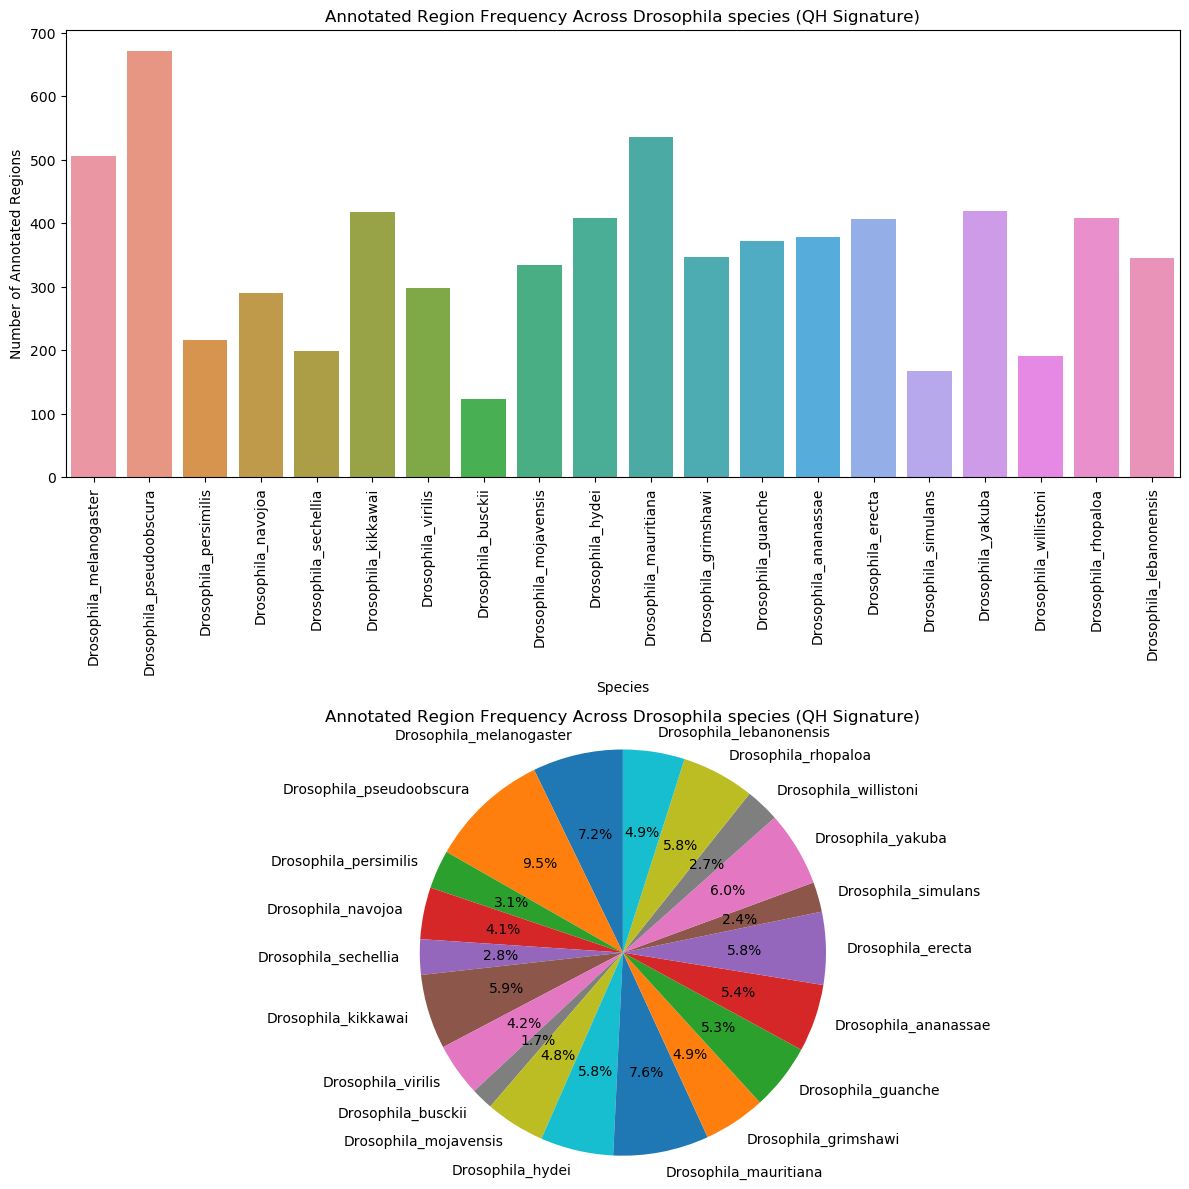 Annotated Region Frequency Across Drosophila species (QH Signature)
700
600
500
400
300
200
100
0
Number of Annotated Regions
Drosophila_melanogaster
Drosophila_pseudoobscura
Drosophila_persimilis
Drosophila_navojoa
Drosophila_sechellia
Drosophila_kikkawai
Drosophila_virilis
Drosophila_busckii
Drosophila_mojavensis
Drosophila_hydei
Drosophila_mauritiana
Drosophila_grimshawi
Drosophila_guanche
Drosophila_ananassae
Drosophila_erecta
Drosophila_simulans
Drosophila_yakuba
Drosophila_willistoni
Drosophila_rhopaloa
Drosophila_lebanonensis
Species
Annotated Region Frequency Across Drosophila species (QH Signature)
Drosophila_melanogaster
7.2%
Drosophila_pseudoobscura
9.5%
Drosophila_persimilis
3.1%
Drosophila_navojoa
4.1%
Drosophila_sechellia
2.8%
Drosophila_kikkawai
5.9%
Drosophila_virilis
4.2%
Drosophila_busckii
1.7%
Drosophila_mojavensis
4.8%
Drosophila_hydei
5.8%
Drosophila_mauritiana
7.6%
Drosophila_grimshawi
4.9%
Drosophila_guanche
5.3%
Drosophila_ananassae
5.4%
Drosophila_erecta
5.8%
Drosophila_simulans
2.4%
Drosophila_yakuba
6.0%
Drosophila_willistoni
2.7%
Drosophila_rhopaloa
5.8%
Drosophila_lebanonensis
4.9%